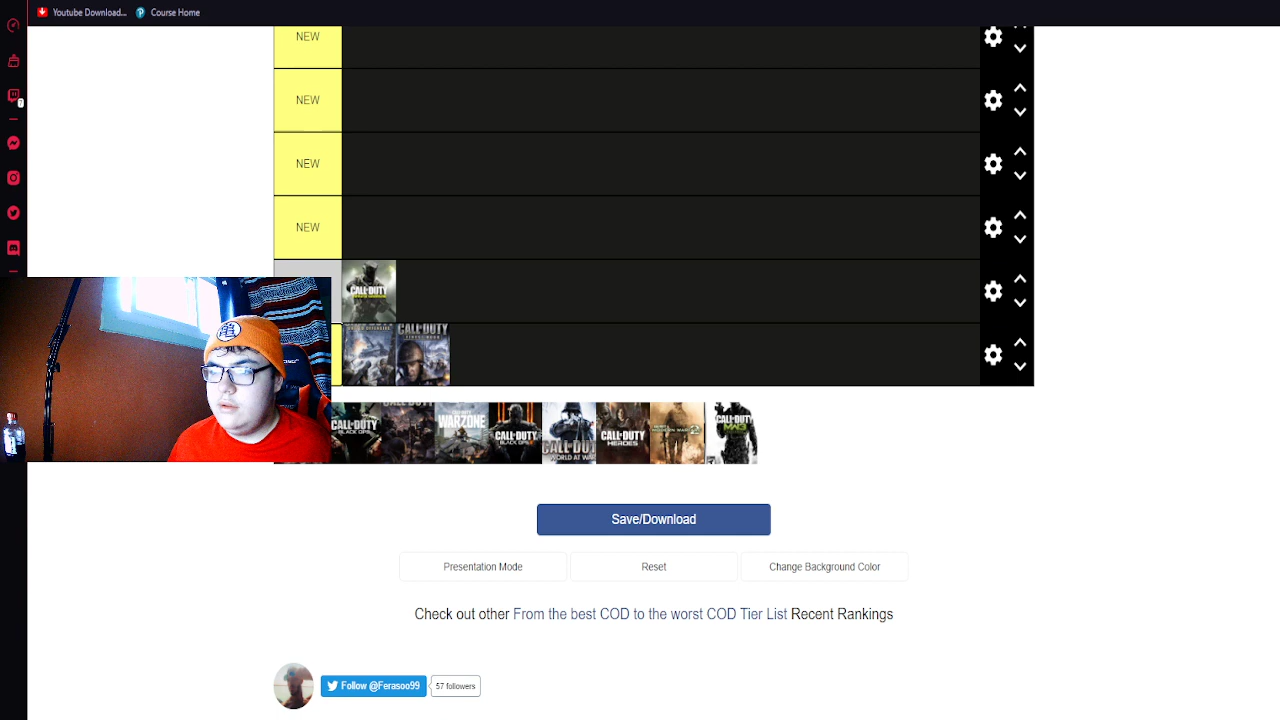 Youtube Download... Course Home
7
NEW
NEW
NEW
NEW
CALL·DUTY
CALL·DUTY
CALL·DUTY
BLACK OPS
WARZONE
CALL·DUTY
BLACK OPS
CALL·DUTY
WORLD AT WAR
CALL·DUTY
HEROES
CALL·DUTY
MW3
Save/Download
Presentation Mode Reset Change Background Color
Check out other From the best COD to the worst COD Tier List Recent Rankings
Follow @Ferasoo99 57 followers